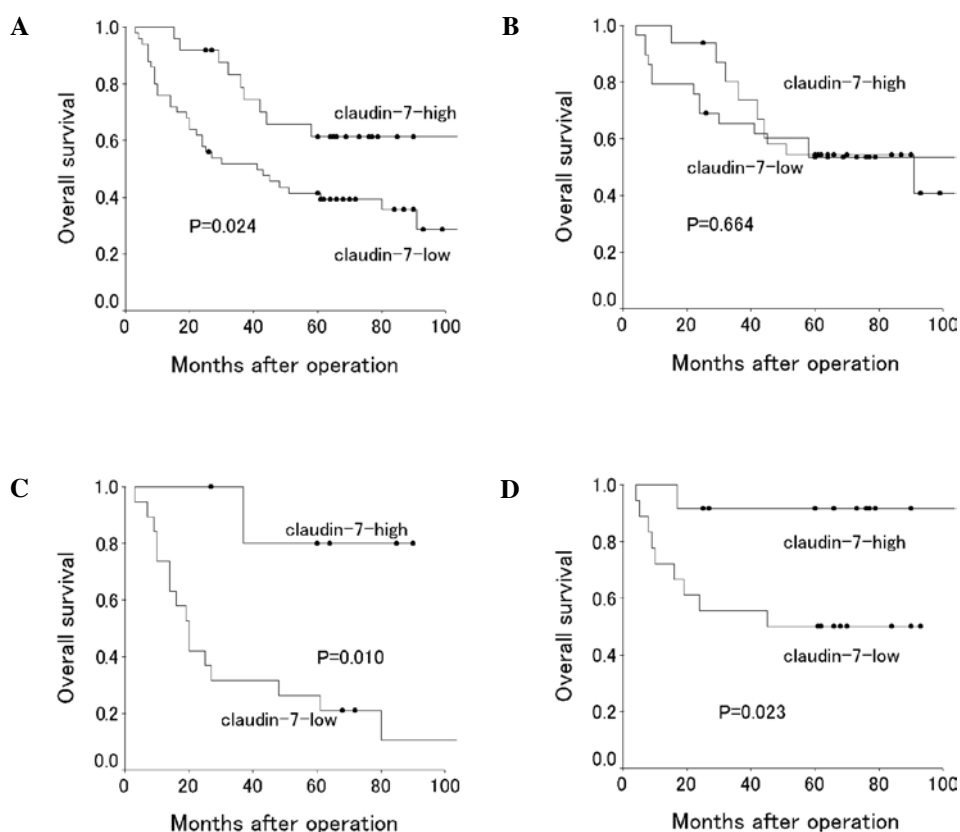 A
Overall survival
1.0
0.8
0.6
0.4
0.2
0.0
claudin-7-high
P=0.024
claudin-7-low
0 20 40 60 80 100
Months after operation
B
Overall survival
1.0
0.8
0.6
0.4
0.2
0.0
claudin-7-high
claudin-7-low
P=0.664
0 20 40 60 80 100
Months after operation
C
Overall survival
1.0
0.8
0.6
0.4
0.2
0.0
claudin-7-high
P=0.010
claudin-7-low
0 20 40 60 80 100
Months after operation
D
Overall survival
1.0
0.8
0.6
0.4
0.2
0.0
claudin-7-high
claudin-7-low
P=0.023
0 20 40 60 80 100
Months after operation